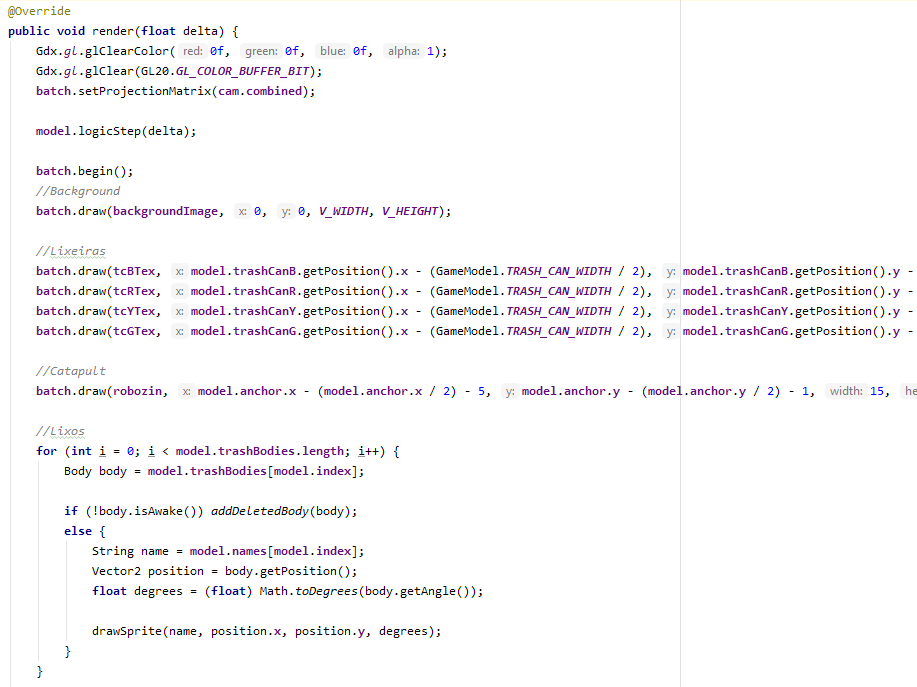 @Override
public void render(float delta) {
Gdx.gl.glClearColor( red: 0f, green: 0f, blue: 0f, alpha: 1);
Gdx.gl.glClear(GL20.GL_COLOR_BUFFER_BIT);
batch.setProjectionMatrix(cam.combined);
model.logicStep(delta);
batch.begin();
//Background
batch.draw(backgroundImage, x: 0, y: 0, V_WIDTH, V_HEIGHT);
//Lixeiras
batch.draw(tcBTex, x: model.trashCanB.getPosition().x - (GameModel.TRASH_CAN_WIDTH / 2), y: model.trashCanB.getPosition().y -
batch.draw(tcRTex, x: model.trashCanR.getPosition().x - (GameModel.TRASH_CAN_WIDTH / 2), y: model.trashCanR.getPosition().y -
batch.draw(tcYTex, x: model.trashCanY.getPosition().x - (GameModel.TRASH_CAN_WIDTH / 2), y: model.trashCanY.getPosition().y -
batch.draw(tcGTex, x: model.trashCanG.getPosition().x - (GameModel.TRASH_CAN_WIDTH / 2), y: model.trashCanG.getPosition().y -
//Catapult
batch.draw(robozin, x: model.anchor.x - (model.anchor.x / 2) - 5, y: model.anchor.y - (model.anchor.y / 2) - 1, width: 15, he
//Lixos
for (int i = 0; i < model.trashBodies.length; i++) {
Body body = model.trashBodies[model.index];
if (!body.isAwake()) addDeletedBody(body);
else {
String name = model.names[model.index];
Vector2 position = body.getPosition();
float degrees = (float) Math.toDegrees(body.getAngle());
drawSprite(name, position.x, position.y, degrees);
}
}